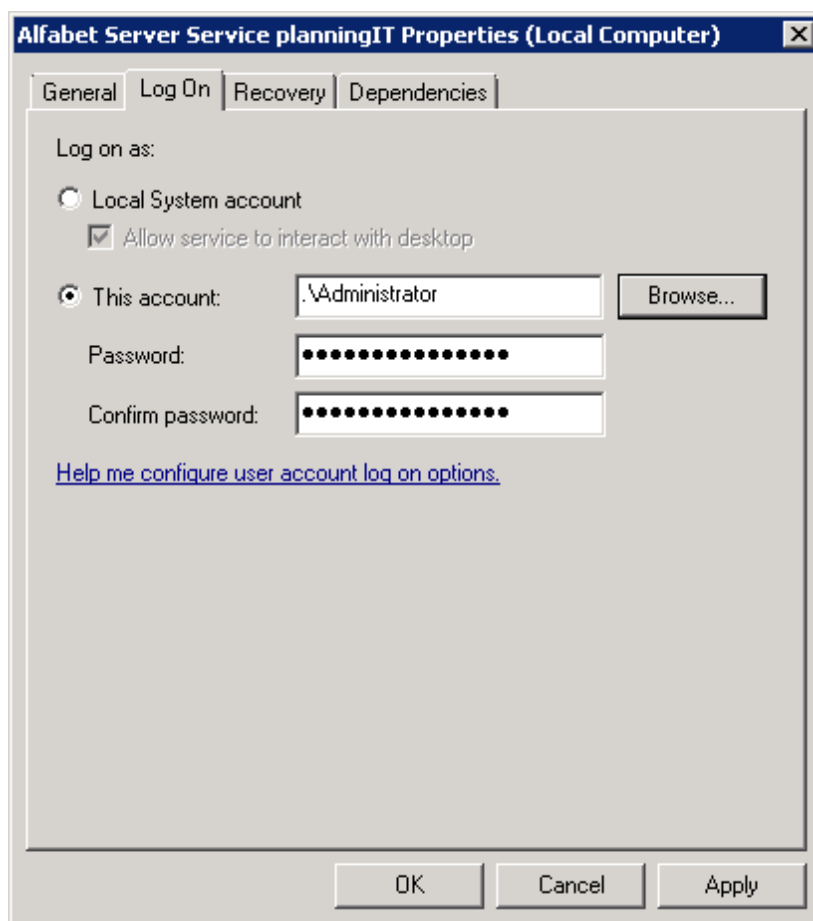 Alfabet Server Service planningIT Properties (Local Computer)
General Log On Recovery Dependencies
Log on as:
Local System account
Allow service to interact with desktop
This account: .\Administrator Browse...
Password: •••••••••••••••
Confirm password: •••••••••••••••
Help me configure user account log on options.
OK Cancel Apply